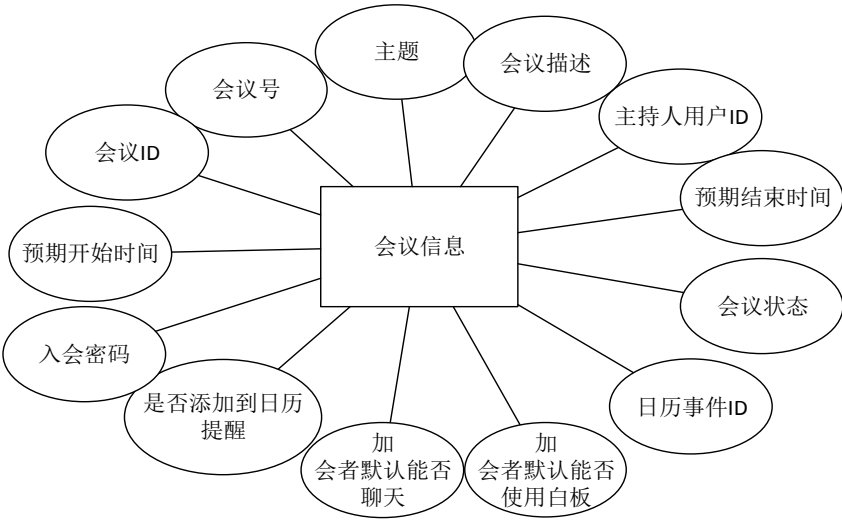 主题
会议描述
会议号
主持人用户ID
会议ID
预期结束时间
会议信息
预期开始时间
会议状态
入会密码
是否添加到日历
提醒
日历事件ID
加
会者默认能否
聊天
加
会者默认能否
使用白板